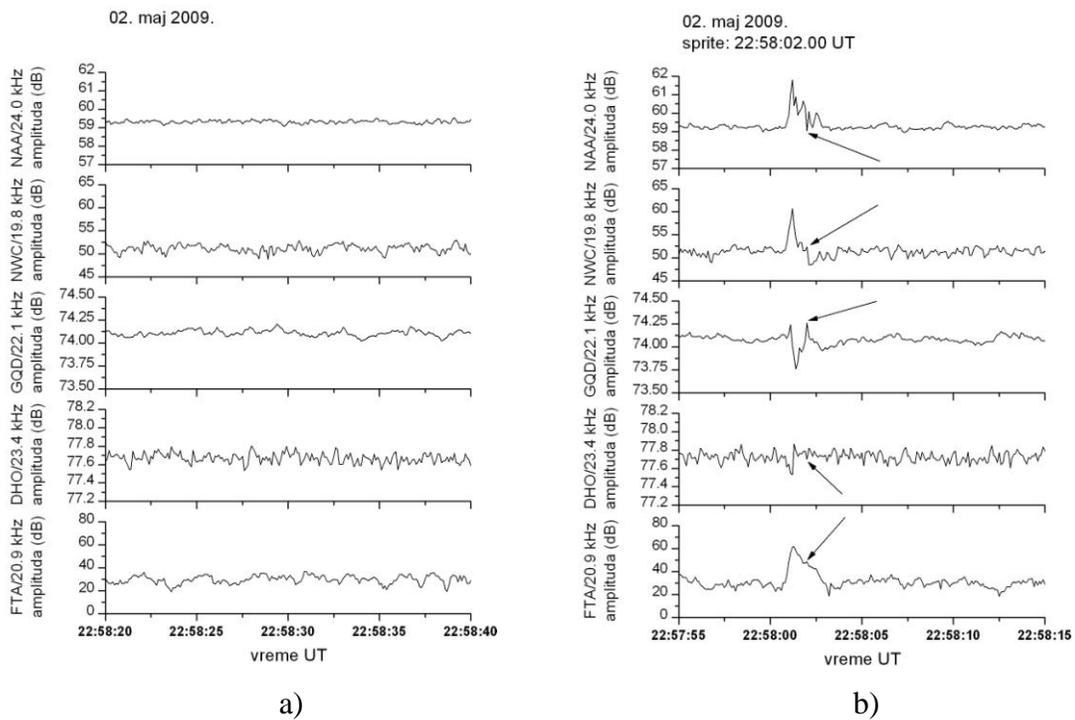 02. maj 2009.
NAA/24.0 kHz
amplituda (dB)
62
61
60
59
58
57
NWC/19.8 kHz
amplituda (dB)
65
60
55
50
45
GQD/22.1 kHz
amplituda (dB)
74.50
74.25
74.00
73.75
73.50
DHO/23.4 kHz
amplituda (dB)
78.2
78.0
77.8
77.6
77.4
77.2
FTA/20.9 kHz
amplituda (dB)
80
60
40
20
0
22:58:20 22:58:25 22:58:30 22:58:35 22:58:40
vreme UT
a)
02. maj 2009.
sprite: 22:58:02.00 UT
NAA/24.0 kHz
amplituda (dB)
62
61
60
59
58
57
NWC/19.8 kHz
amplituda (dB)
65
60
55
50
45
GQD/22.1 kHz
amplituda (dB)
74.50
74.25
74.00
73.75
73.50
DHO/23.4 kHz
amplituda (dB)
78.2
78.0
77.8
77.6
77.4
77.2
FTA/20.9 kHz
amplituda (dB)
80
60
40
20
0
22:57:55 22:58:00 22:58:05 22:58:10 22:58:15
vreme UT
b)